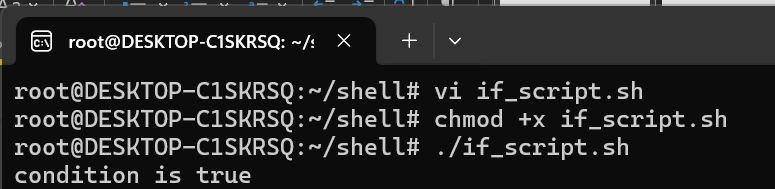 root@DESKTOP-C1SKRSQ: ~/s
root@DESKTOP-C1SKRSQ:~/shell# vi if_script.sh
root@DESKTOP-C1SKRSQ:~/shell# chmod +x if_script.sh
root@DESKTOP-C1SKRSQ:~/shell# ./if_script.sh
condition is true